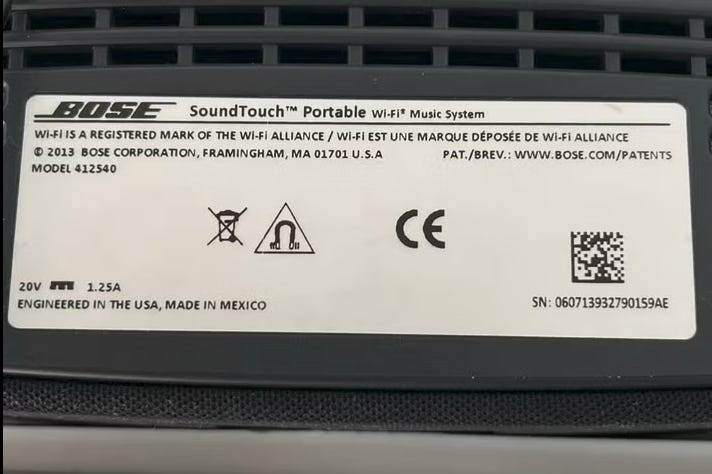 BOSE SoundTouch™ Portable Wi-Fi® Music System
Wi-Fi IS A REGISTERED MARK OF THE Wi-Fi ALLIANCE / Wi-Fi EST UNE MARQUE DÉPOSÉE DE Wi-Fi ALLIANCE
© 2013 BOSE CORPORATION, FRAMINGHAM, MA 01701 U.S.A PAT./BREV.: WWW.BOSE.COM/PATENTS
MODEL 412540
CE
20V 1.25A
ENGINEERED IN THE USA, MADE IN MEXICO SN: 060713932790159AE